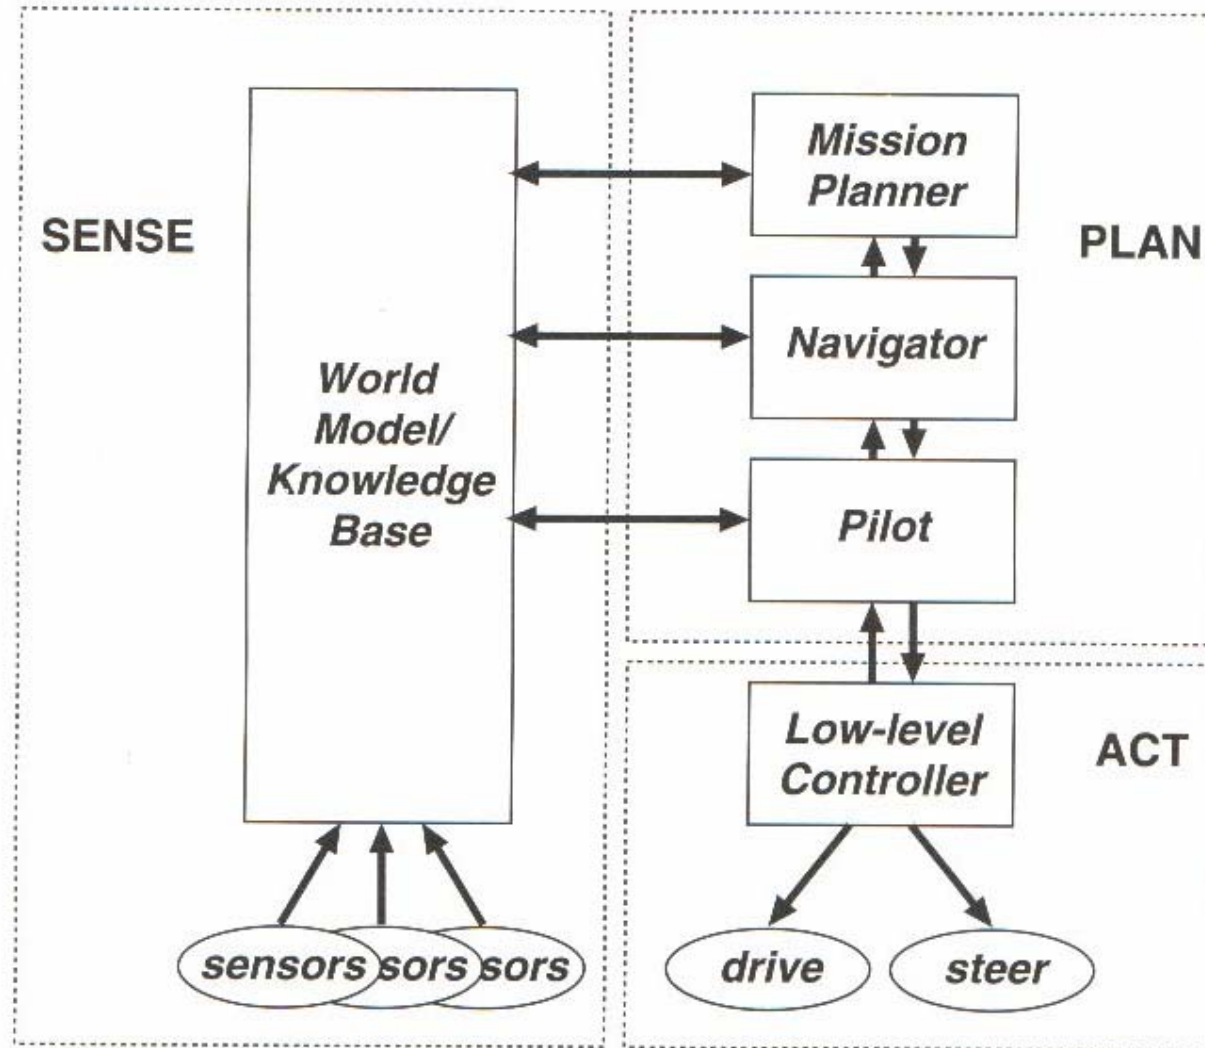 SENSE
World
Model/
Knowledge
Base
sensors
sors
sors
PLAN
Mission
Planner
Navigator
Pilot
ACT
Low-level
Controller
drive
steer